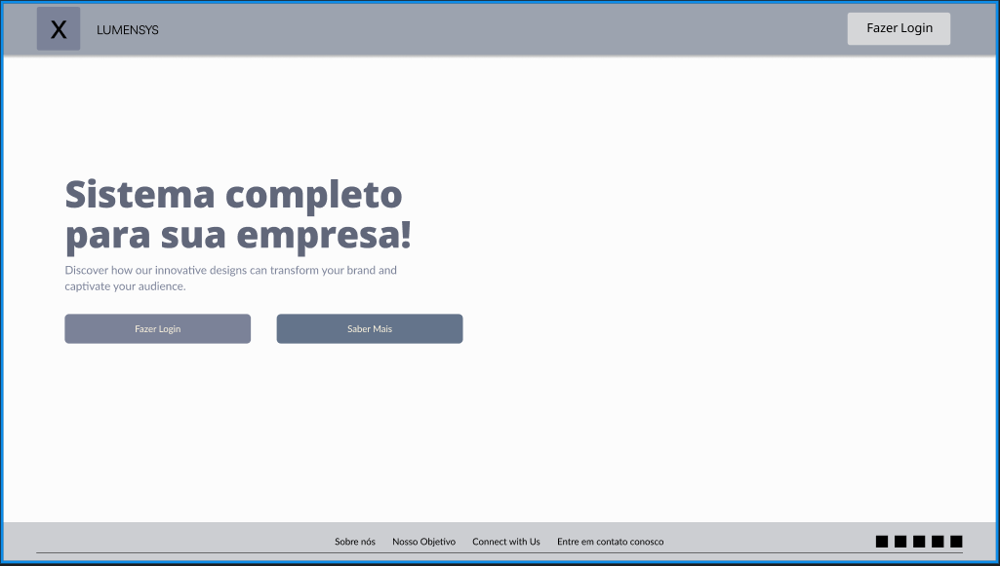 X
LUMENSYS
Fazer Login
Sistema completo
para sua empresa!
Discover how our innovative designs can transform your brand and
captivate your audience.
Fazer Login
Saber Mais
Sobre nós
Nosso Objetivo
Connect with Us
Entre em contato conosco